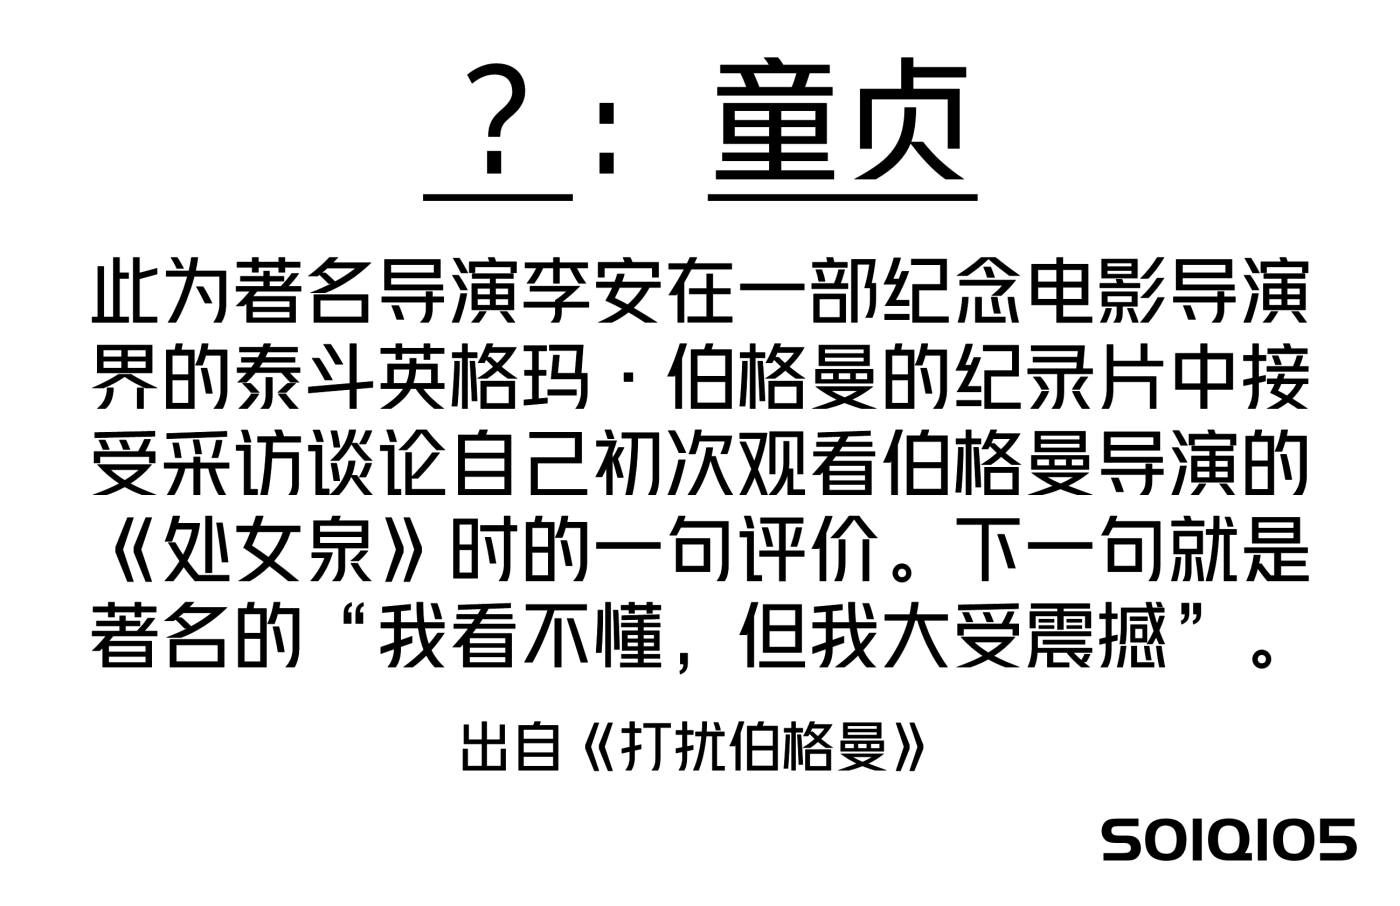 ？：童贞
此为著名导演李安在一部纪念电影导演
界的泰斗英格玛·伯格曼的纪录片中接
受采访谈论自己初次观看伯格曼导演的
《处女泉》时的一句评价。下一句就是
著名的“我看不懂，但我大受震撼”。
出自《打扰伯格曼》
S01Q105